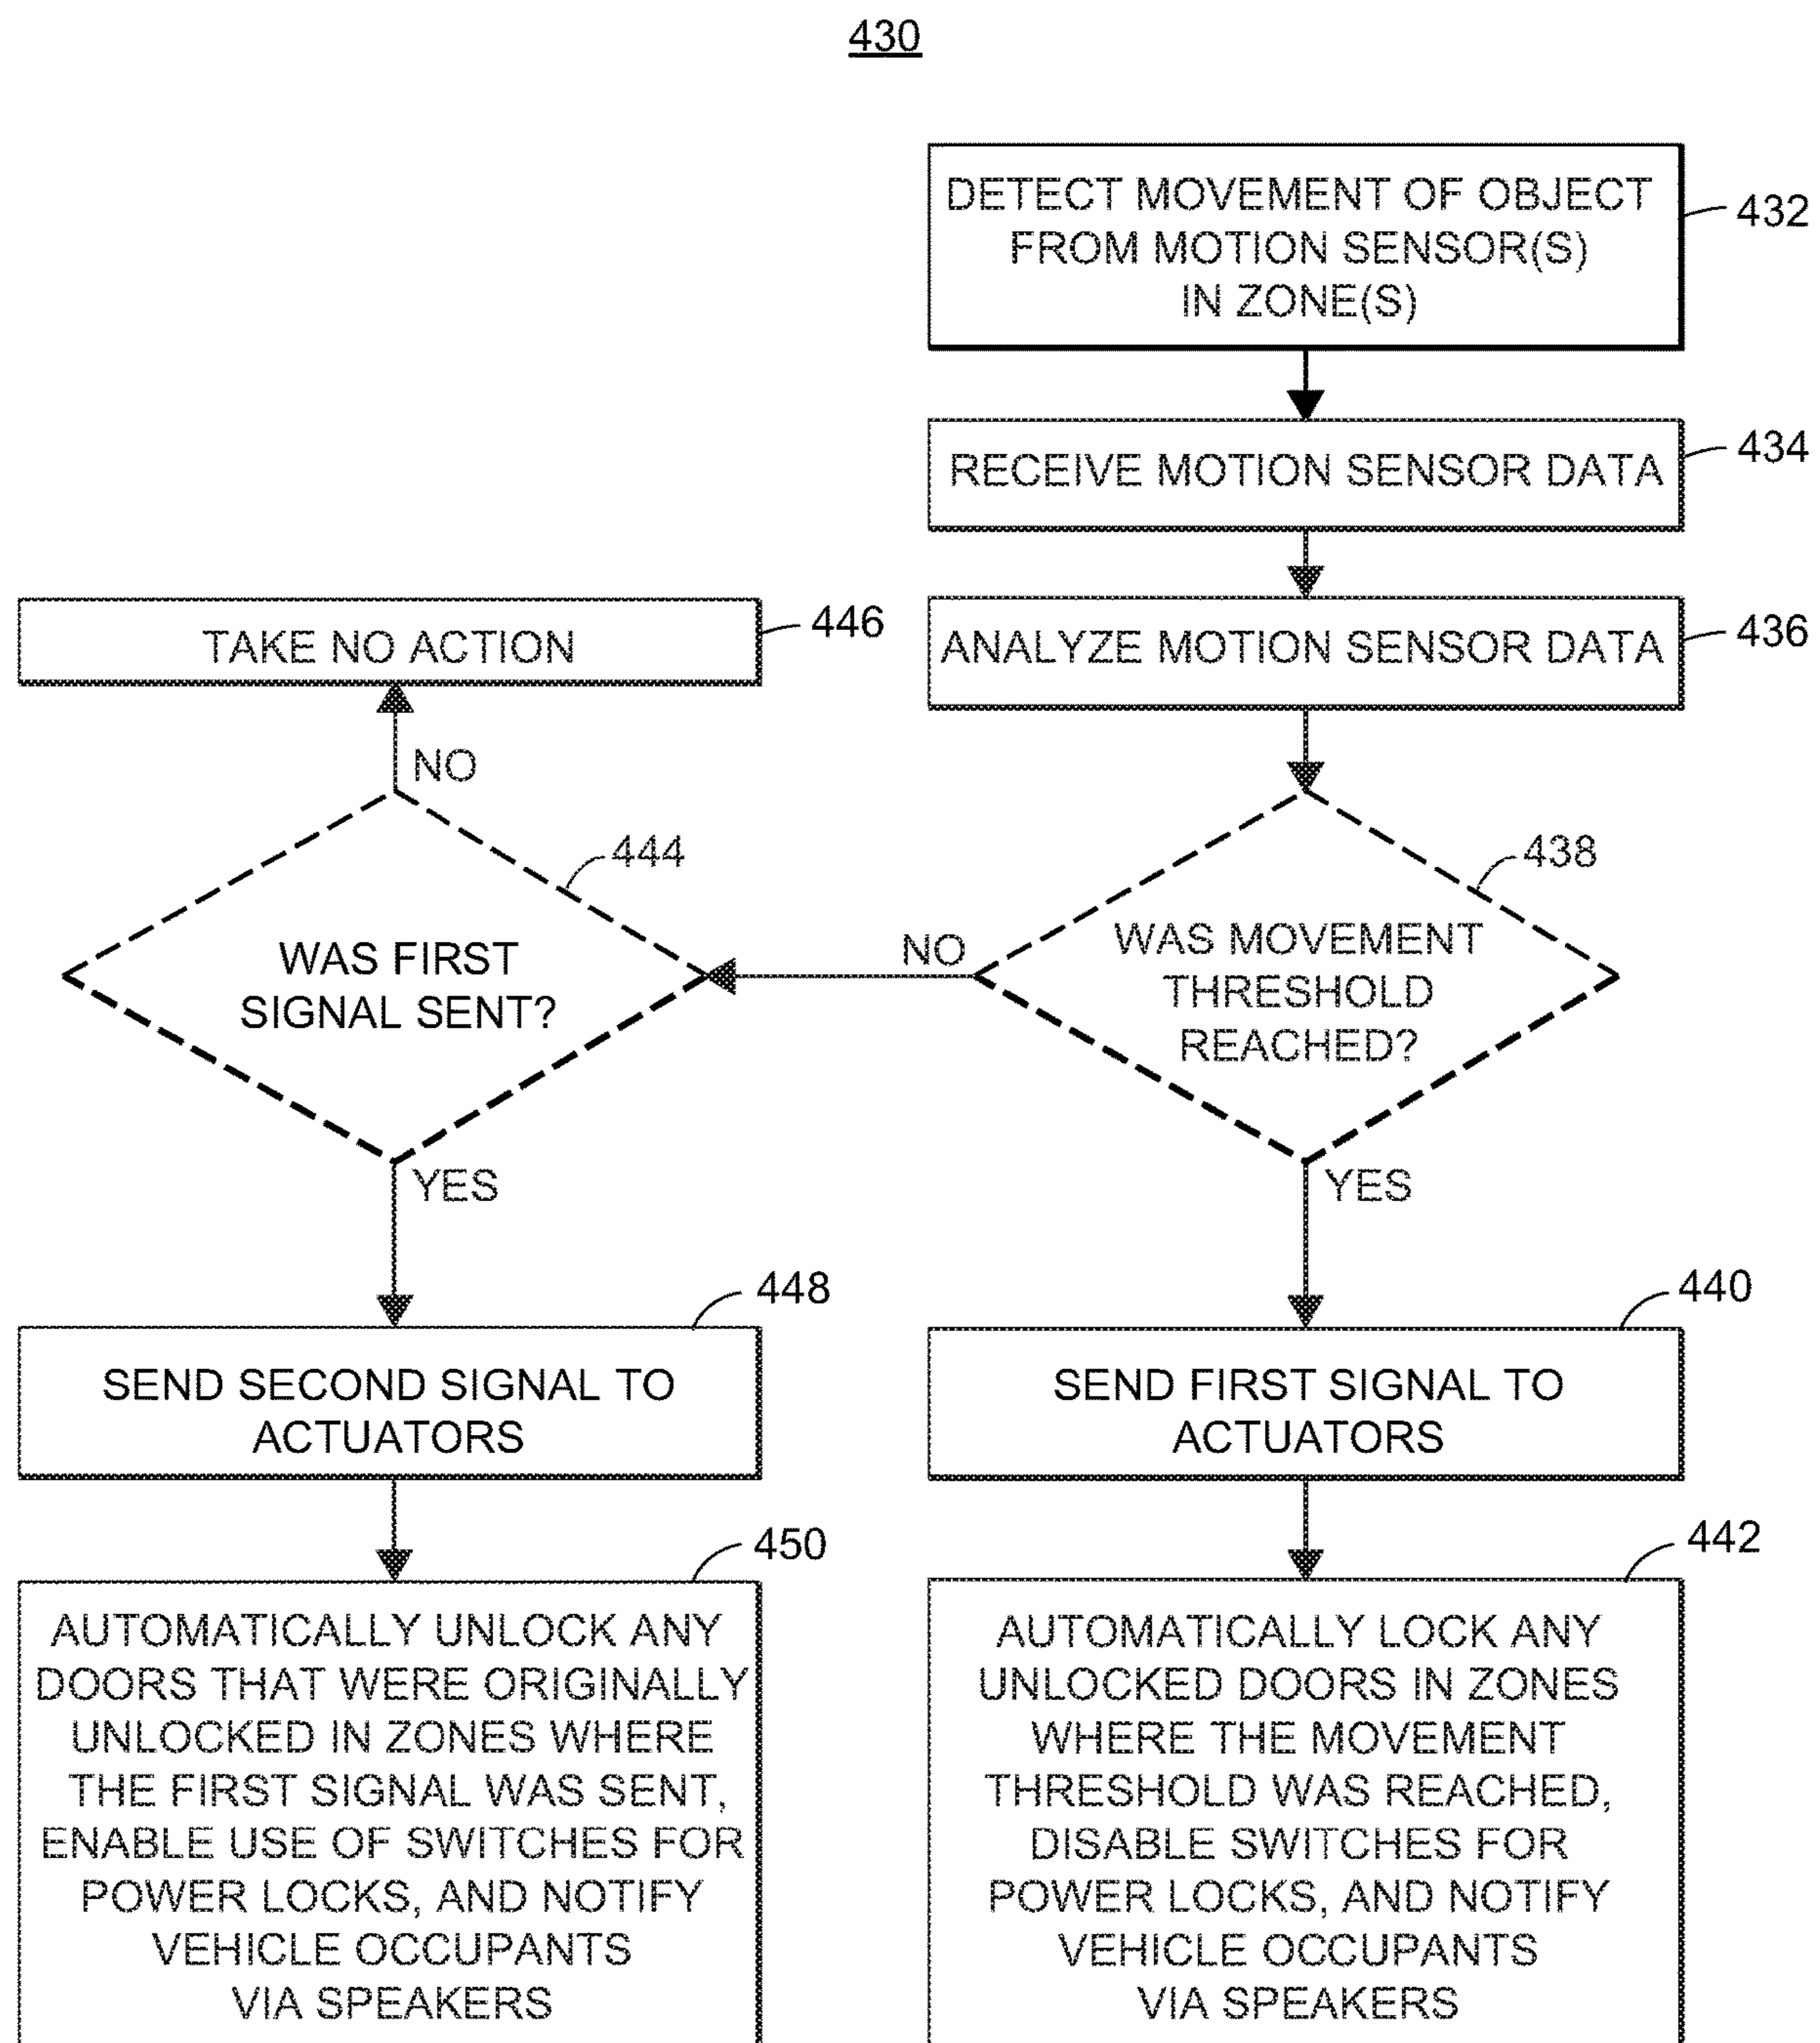 430
DETECT MOVEMENT OF OBJECT
FROM MOTION SENSOR(S)
IN ZONE(S)
432
RECEIVE MOTION SENSOR DATA
434
ANALYZE MOTION SENSOR DATA
436
TAKE NO ACTION
446
NO
444
WAS FIRST
SIGNAL SENT?
NO
438
WAS MOVEMENT
THRESHOLD
REACHED?
YES
YES
448
SEND SECOND SIGNAL TO
ACTUATORS
440
SEND FIRST SIGNAL TO
ACTUATORS
450
AUTOMATICALLY UNLOCK ANY
DOORS THAT WERE ORIGINALLY
UNLOCKED IN ZONES WHERE
THE FIRST SIGNAL WAS SENT,
ENABLE USE OF SWITCHES FOR
POWER LOCKS, AND NOTIFY
VEHICLE OCCUPANTS
VIA SPEAKERS
442
AUTOMATICALLY LOCK ANY
UNLOCKED DOORS IN ZONES
WHERE THE MOVEMENT
THRESHOLD WAS REACHED,
DISABLE SWITCHES FOR
POWER LOCKS, AND NOTIFY
VEHICLE OCCUPANTS
VIA SPEAKERS